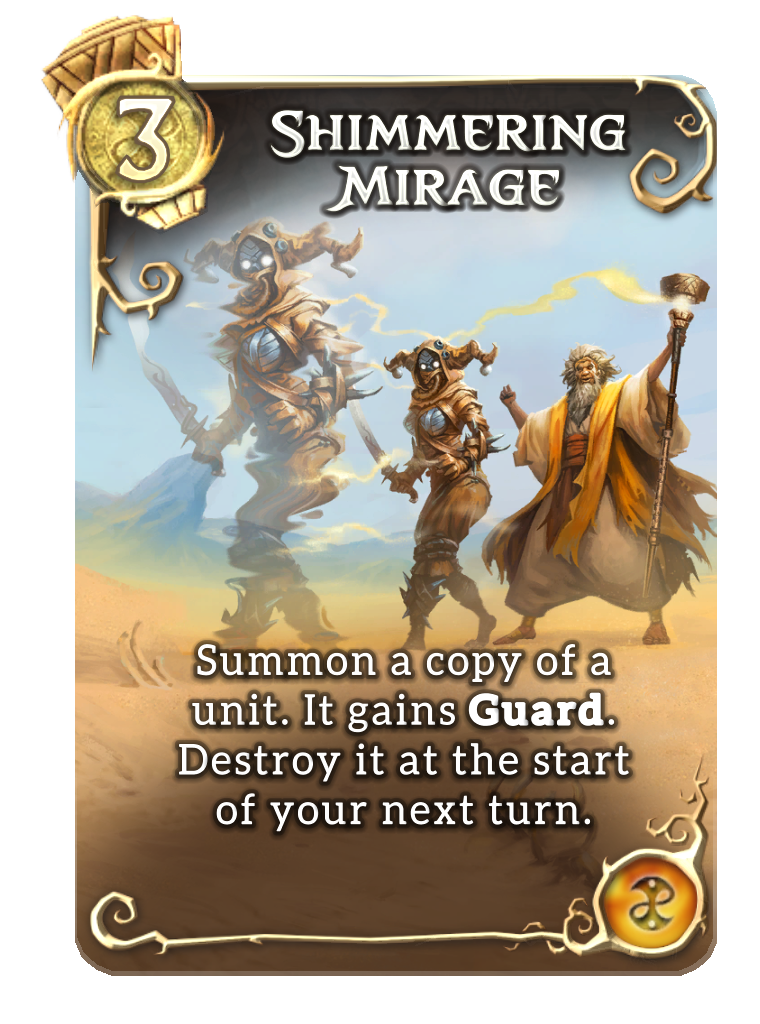 3
Shimmering
Mirage
Summon a copy of a
unit. It gains Guard.
Destroy it at the start
of your next turn.